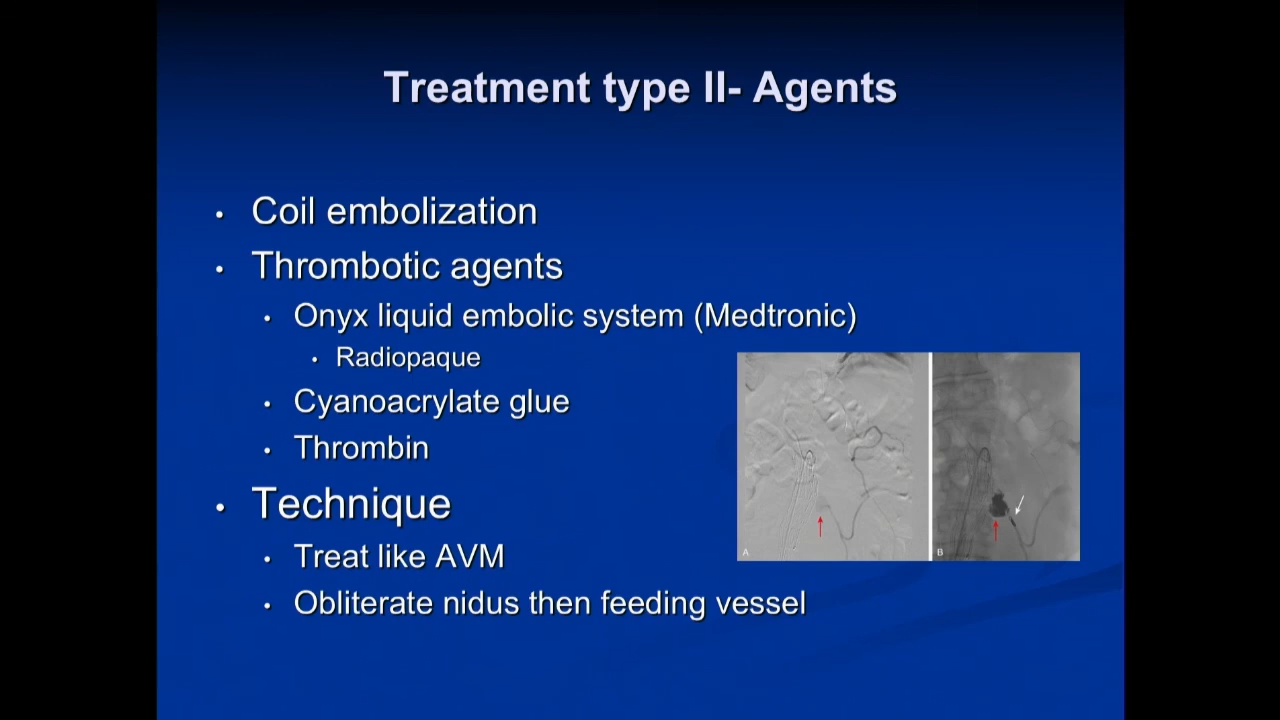 Treatment type II- Agents
• Coil embolization
• Thrombotic agents
• Onyx liquid embolic system (Medtronic)
• Radiopaque
• Cyanoacrylate glue
• Thrombin
• Technique
• Treat like AVM
• Obliterate nidus then feeding vessel
A
B